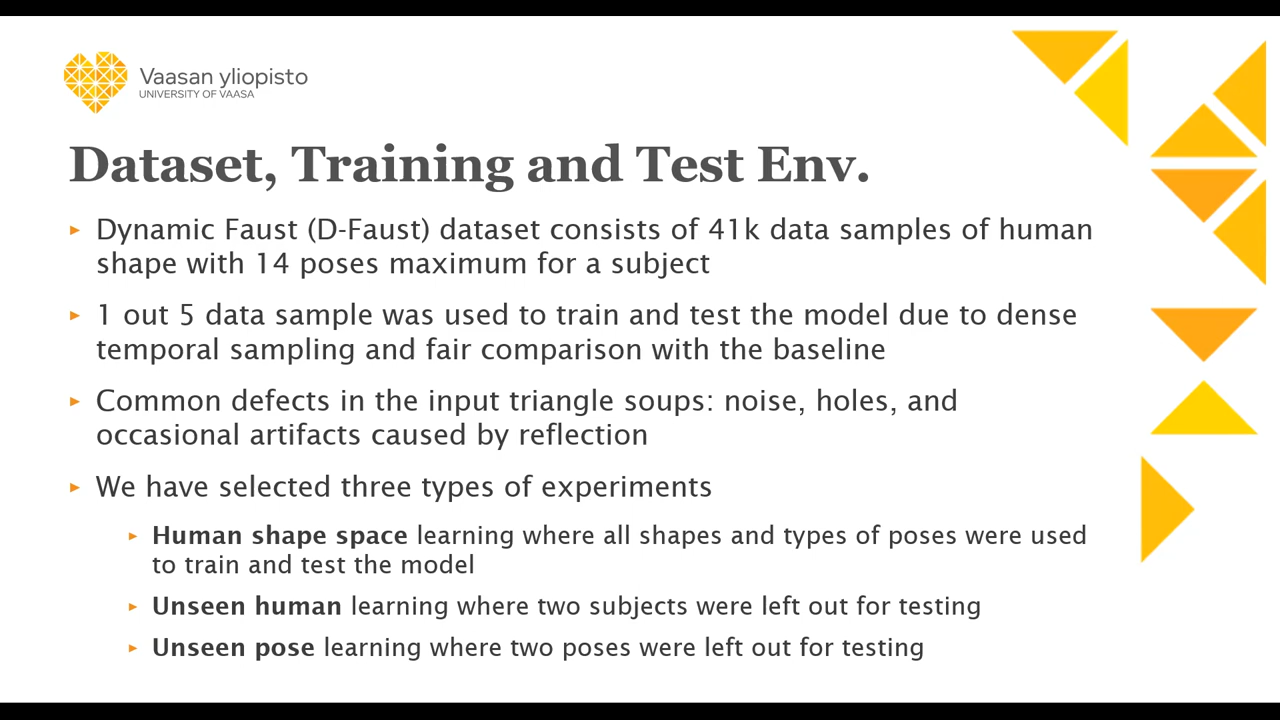 Vaasan yliopisto
UNIVERSITY OF VAASA
Dataset, Training and Test Env.
Dynamic Faust (D-Faust) dataset consists of 41k data samples of human
shape with 14 poses maximum for a subject
1 out 5 data sample was used to train and test the model due to dense
temporal sampling and fair comparison with the baseline
Common defects in the input triangle soups: noise, holes, and
occasional artifacts caused by reflection
We have selected three types of experiments
Human shape space learning where all shapes and types of poses were used
to train and test the model
Unseen human learning where two subjects were left out for testing
Unseen pose learning where two poses were left out for testing